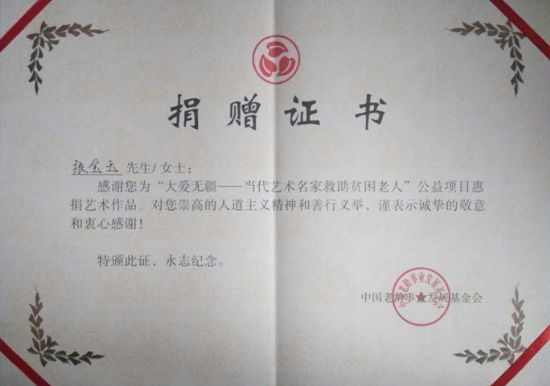 捐赠证书
张宝玉 先生/女士：
感谢您为“大爱无疆——当代艺术名家救助贫困老人”公益项目惠
捐艺术作品。对您崇高的人道主义精神和善行义举，谨表示诚挚的敬意
和衷心感谢！
特颁此证，永志纪念。
中国老龄事业发展基金会